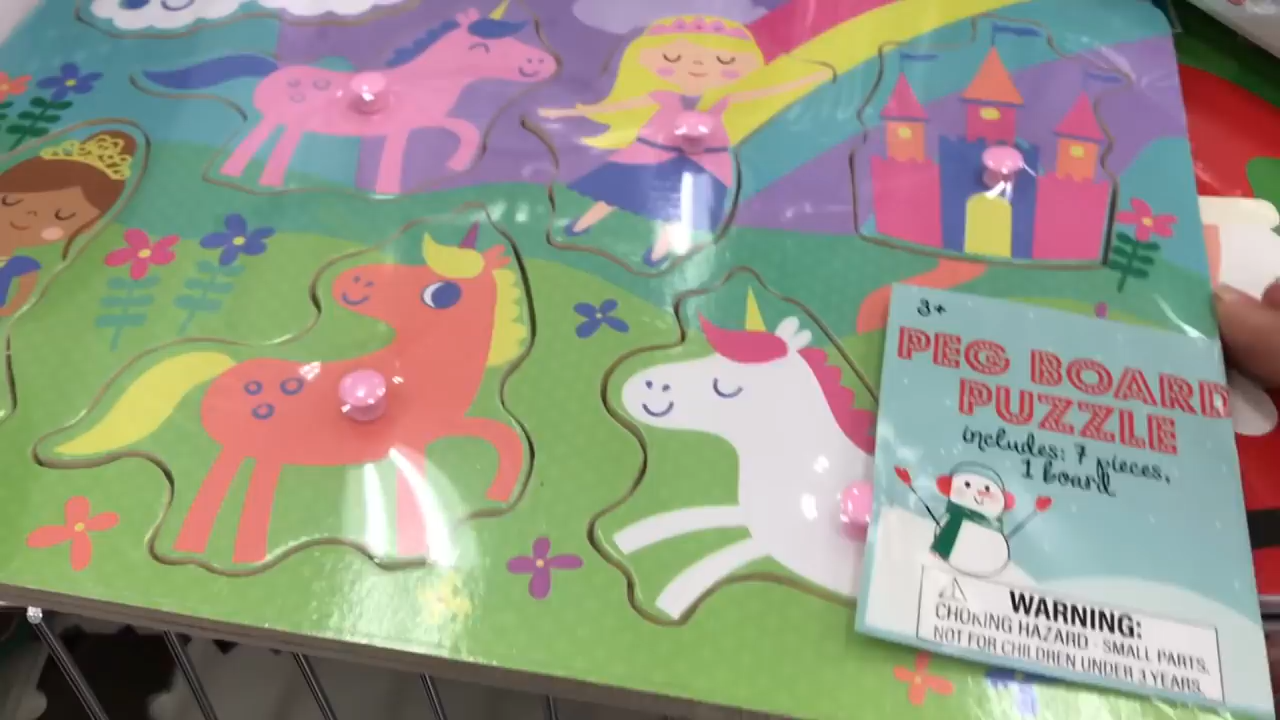 3+
PEG BOARD
PUZZLE
includes: 7 pieces,
1 board
WARNING:
CHOKING HAZARD - SMALL PARTS.
NOT FOR CHILDREN UNDER 3 YEARS.